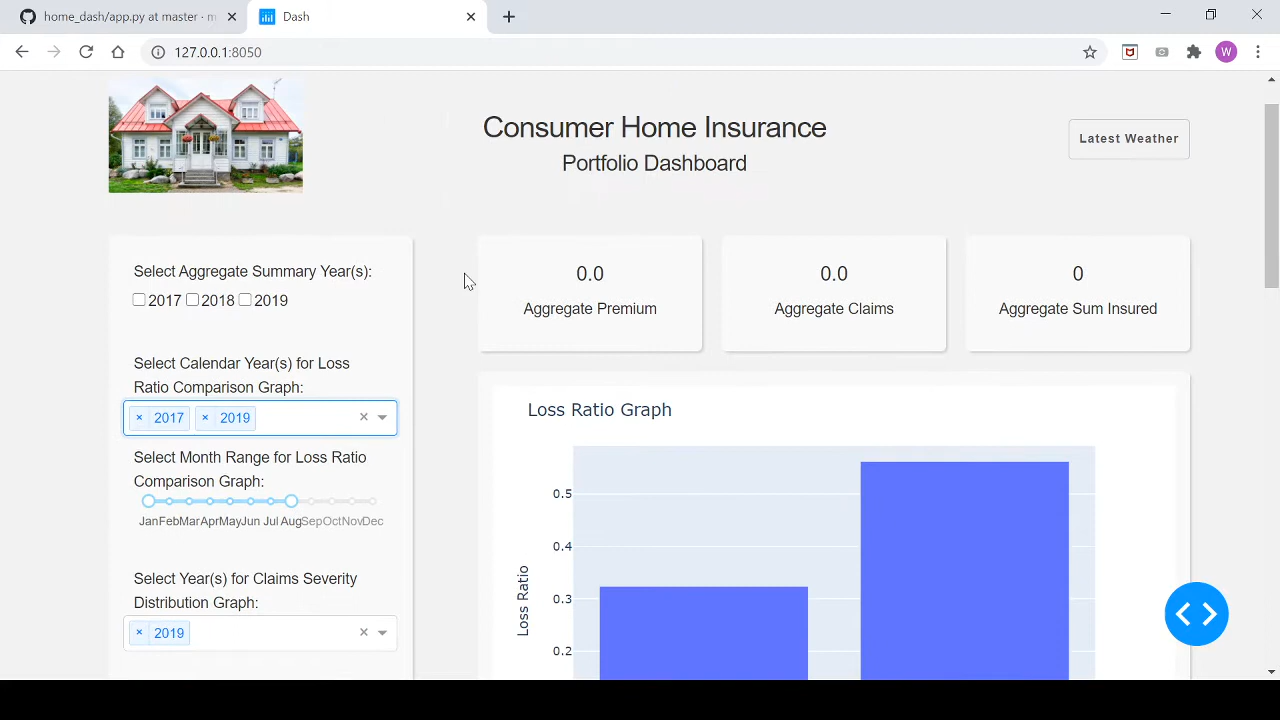 home_dash/app.py at master · m
Dash
127.0.0.1:8050
W
Consumer Home Insurance
Portfolio Dashboard
Latest Weather
Select Aggregate Summary Year(s):
2017 2018 2019
0.0
Aggregate Premium
0.0
Aggregate Claims
0
Aggregate Sum Insured
Select Calendar Year(s) for Loss
Ratio Comparison Graph:
× 2017 × 2019
Select Month Range for Loss Ratio
Comparison Graph:
Jan Feb Mar Apr May Jun Jul Aug Sep Oct Nov Dec
Select Year(s) for Claims Severity
Distribution Graph:
× 2019
Loss Ratio Graph
0.5
0.4
0.3
0.2
Loss Ratio